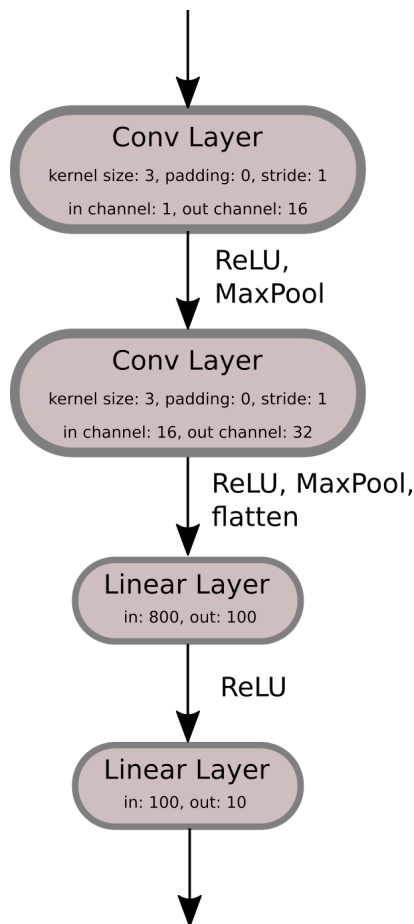 Conv Layer
kernel size: 3, padding: 0, stride: 1
in channel: 1, out channel: 16
ReLU,
MaxPool
Conv Layer
kernel size: 3, padding: 0, stride: 1
in channel: 16, out channel: 32
ReLU, MaxPool,
flatten
Linear Layer
in: 800, out: 100
ReLU
Linear Layer
in: 100, out: 10